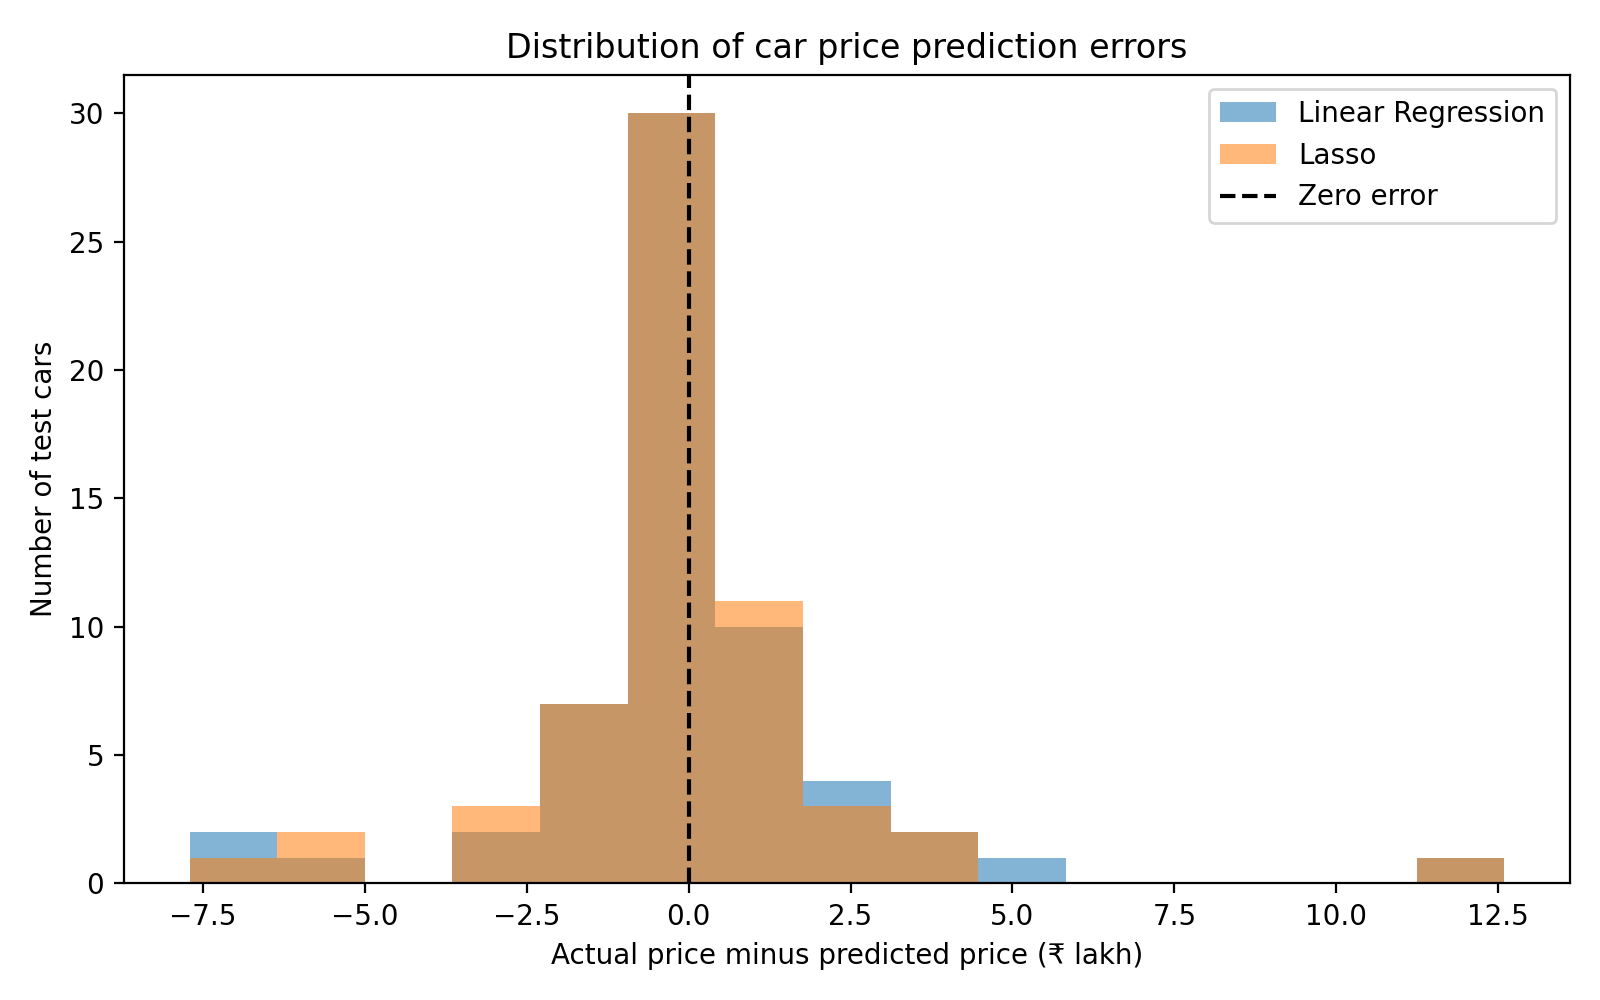 Distribution of car price prediction errors
Linear Regression
Lasso
Zero error
Number of test cars
30
25
20
15
10
5
0
−7.5 −5.0 −2.5 0.0 2.5 5.0 7.5 10.0 12.5
Actual price minus predicted price (₹ lakh)